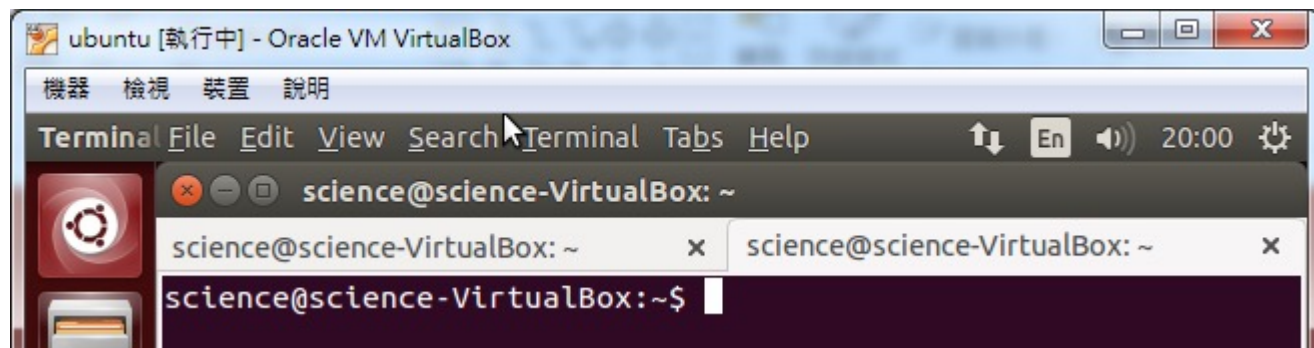 ubuntu [執行中] - Oracle VM VirtualBox
機器 檢視 裝置 說明
Terminal File Edit View Search Terminal Tabs Help En 20:00
science@science-VirtualBox: ~
science@science-VirtualBox: ~ × science@science-VirtualBox: ~ ×
science@science-VirtualBox:~$